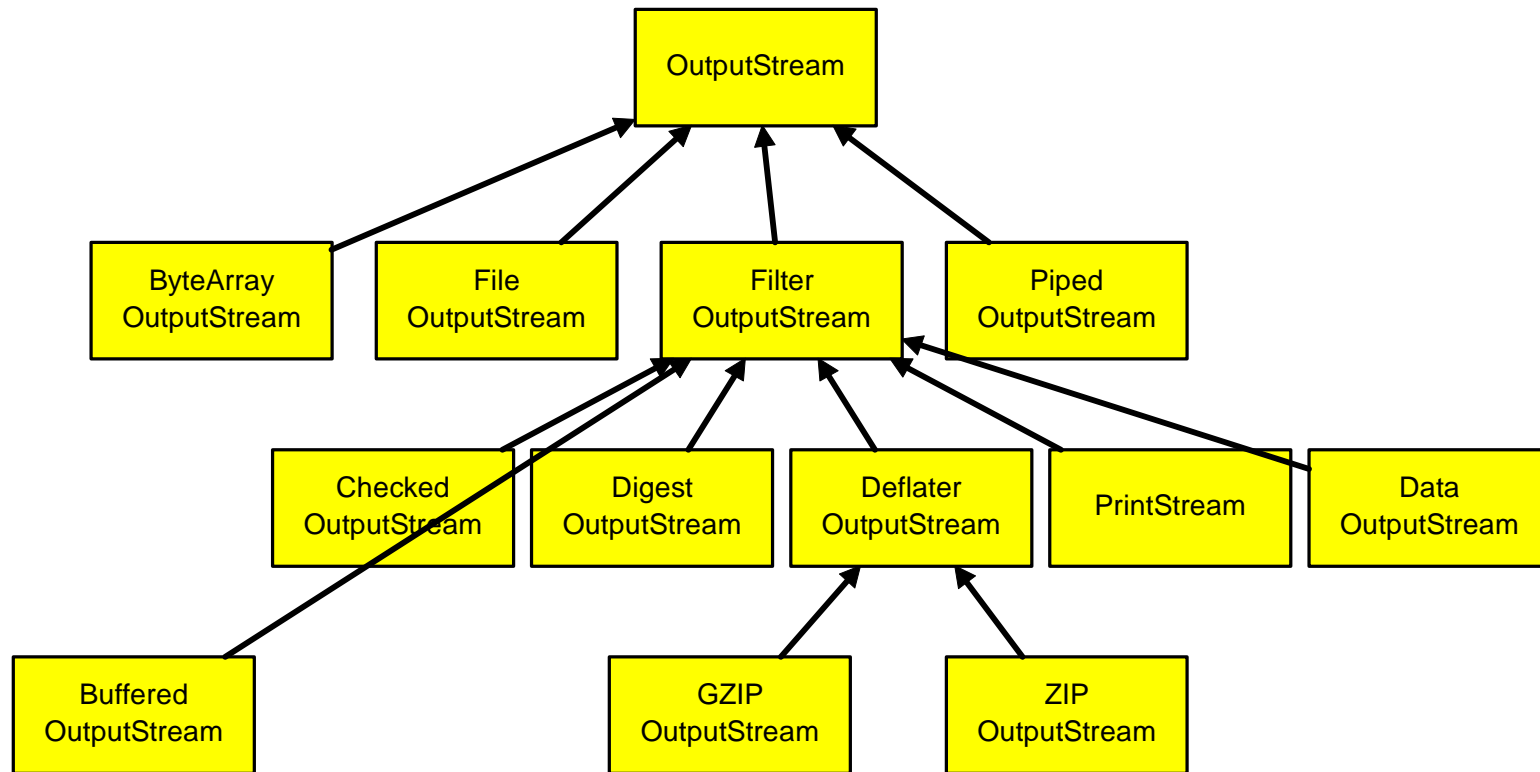 OutputStream
ByteArray
OutputStream
File
OutputStream
Filter
OutputStream
Piped
OutputStream
Checked
OutputStream
Digest
OutputStream
Deflater
OutputStream
PrintStream
Data
OutputStream
Buffered
OutputStream
GZIP
OutputStream
ZIP
OutputStream